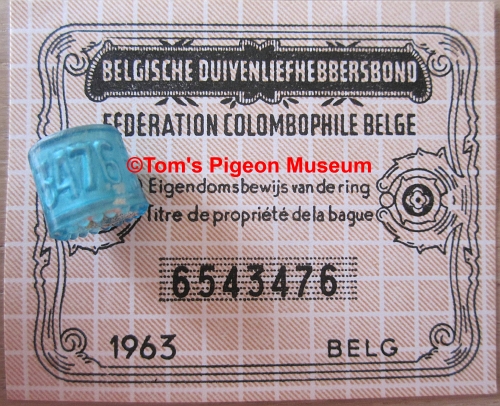 BELGISCHE DUIVENLIEFHEBBERSBOND
FÉDÉRATION COLOMBOPHILE BELGE
©Tom's Pigeon Museum
Eigendomsbewijs van de ring
Titre de propriété de la bague
3476
6543476
1963 BELG